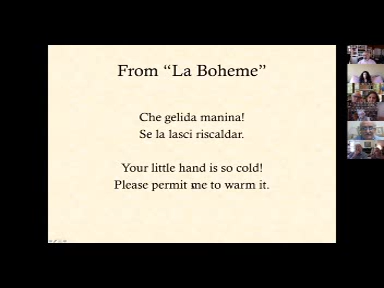 From “La Boheme”
Che gelida manina!
Se la lasci riscaldar.
Your little hand is so cold!
Please permit me to warm it.